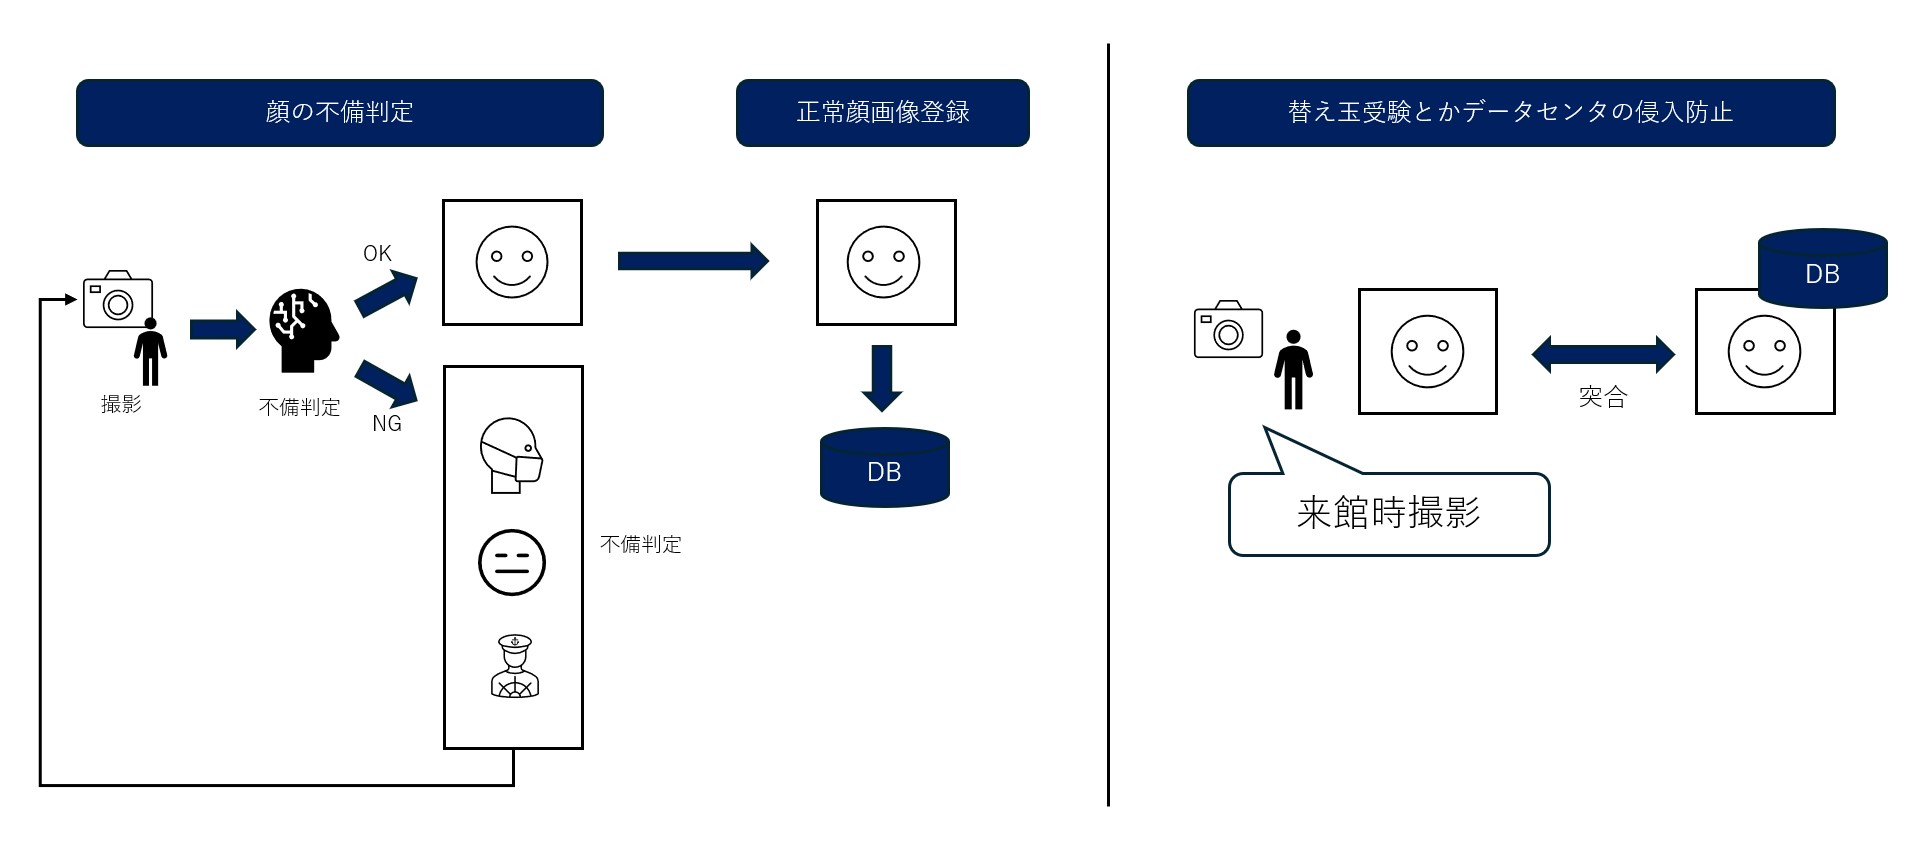 顔の不備判定
正常顔画像登録
替え玉受験とかデータセンタの侵入防止
OK
撮影
不備判定
NG
不備判定
DB
DB
突合
来館時撮影